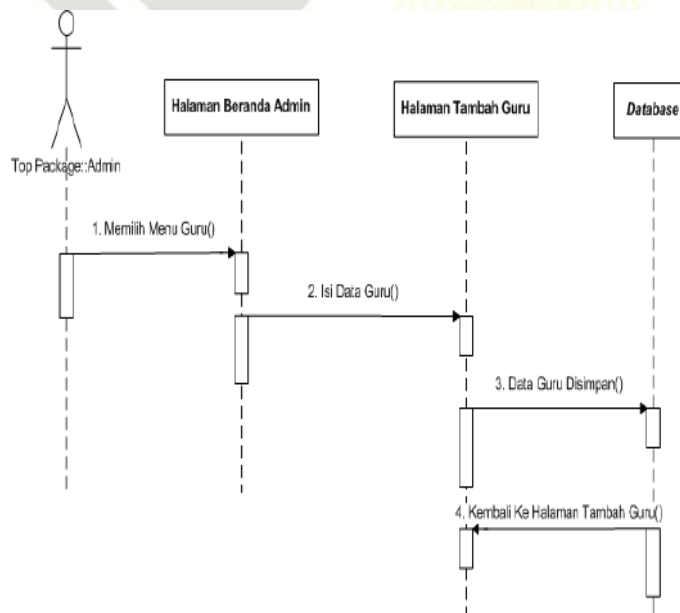 Halaman Beranda Admin
Halaman Tambah Guru
Database
Top Package::Admin
1. Memilih Menu Guru()
2. Isi Data Guru()
3. Data Guru Disimpan()
4. Kembali Ke Halaman Tambah Guru()